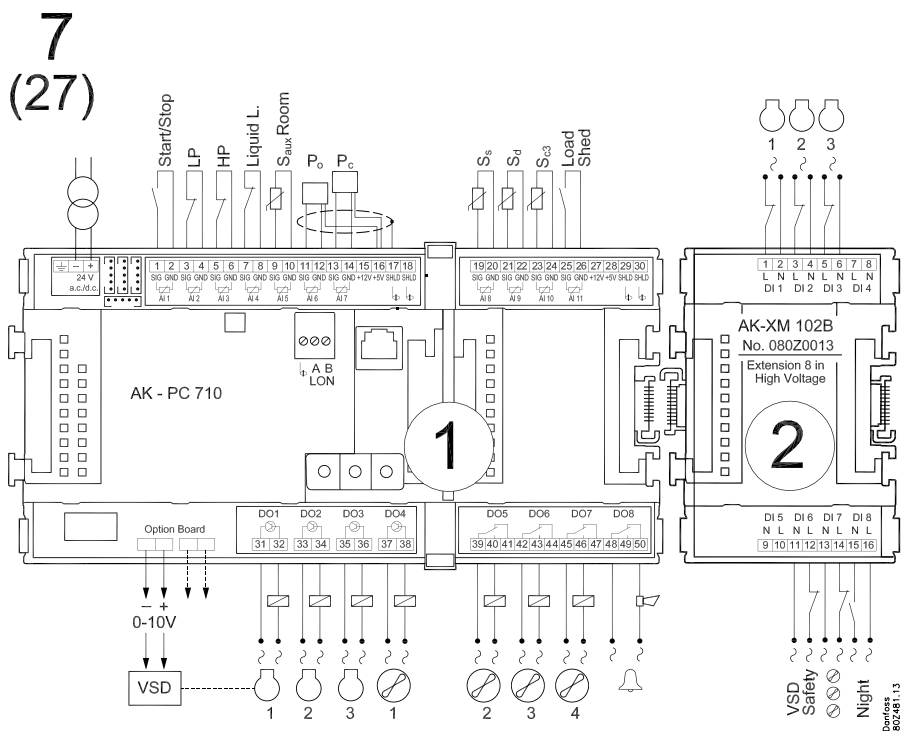 7
(27)
Start/Stop
LP
HP
Liquid L.
Saux Room
Po
Pc
Ss
Sd
Sc3
Load
Shed
1 2 3
– +
24 V
a.c./d.c.
1 2 3 4 5 6 7 8 9 10 11 12 13 14 15 16 17 18
SIG GND SIG GND SIG GND SIG GND SIG GND SIG GND SIG GND +12V +5V SHLD SHLD
AI 1 AI 2 AI 3 AI 4 AI 5 AI 6 AI 7
19 20 21 22 23 24 25 26 27 28 29 30
SIG GND SIG GND SIG GND SIG GND +12V +5V SHLD SHLD
AI 8 AI 9 AI 10 AI 11
1 2 3 4 5 6 7 8
L N L N L N L N
DI 1 DI 2 DI 3 DI 4
AK-XM 102B
No. 080Z0013
Extension 8 in
High Voltage
A B
LON
AK - PC 710
1
2
Option Board
DO1 DO2 DO3 DO4
31 32 33 34 35 36 37 38
DO5 DO6 DO7 DO8
39 40 41 42 43 44 45 46 47 48 49 50
DI 5 DI 6 DI 7 DI 8
N L N L N L N L
9 10 11 12 13 14 15 16
– +
0-10V
VSD
1 2 3 1
2 3 4
VSD
Safety
Night
Danfoss
80Z481.13